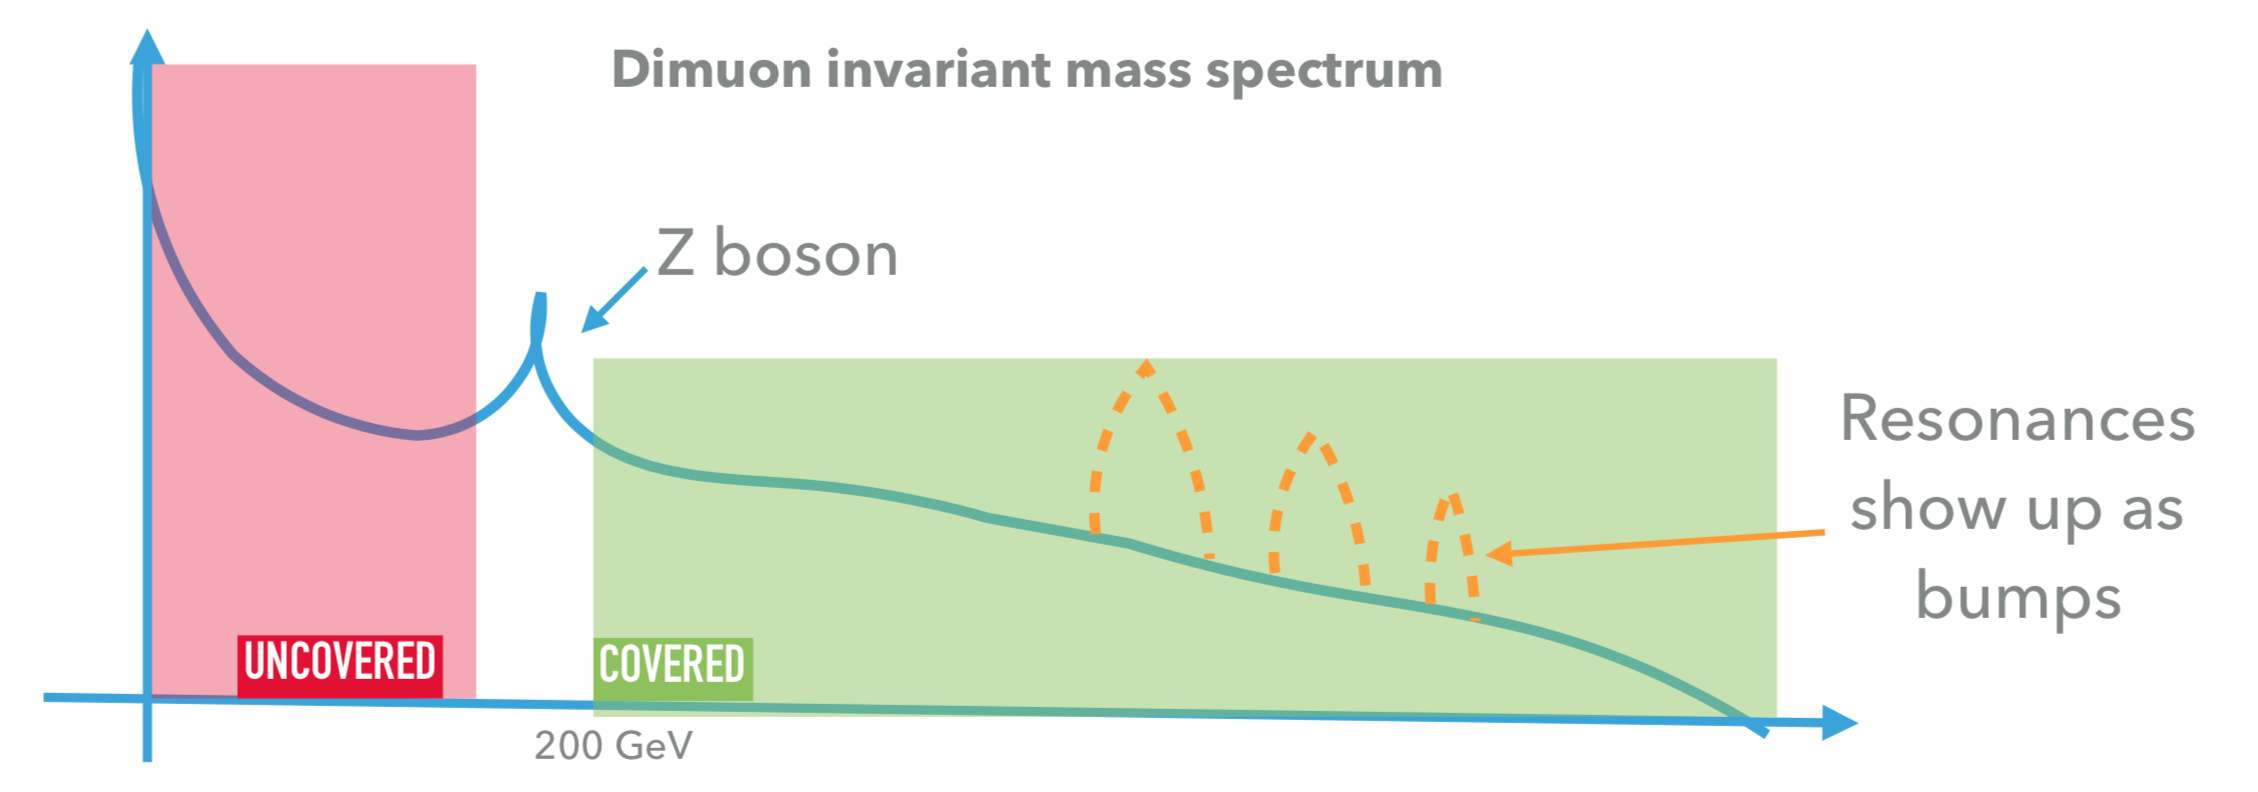 Dimuon invariant mass spectrum
Z boson
Resonances
show up as
bumps
UNCOVERED
COVERED
200 GeV